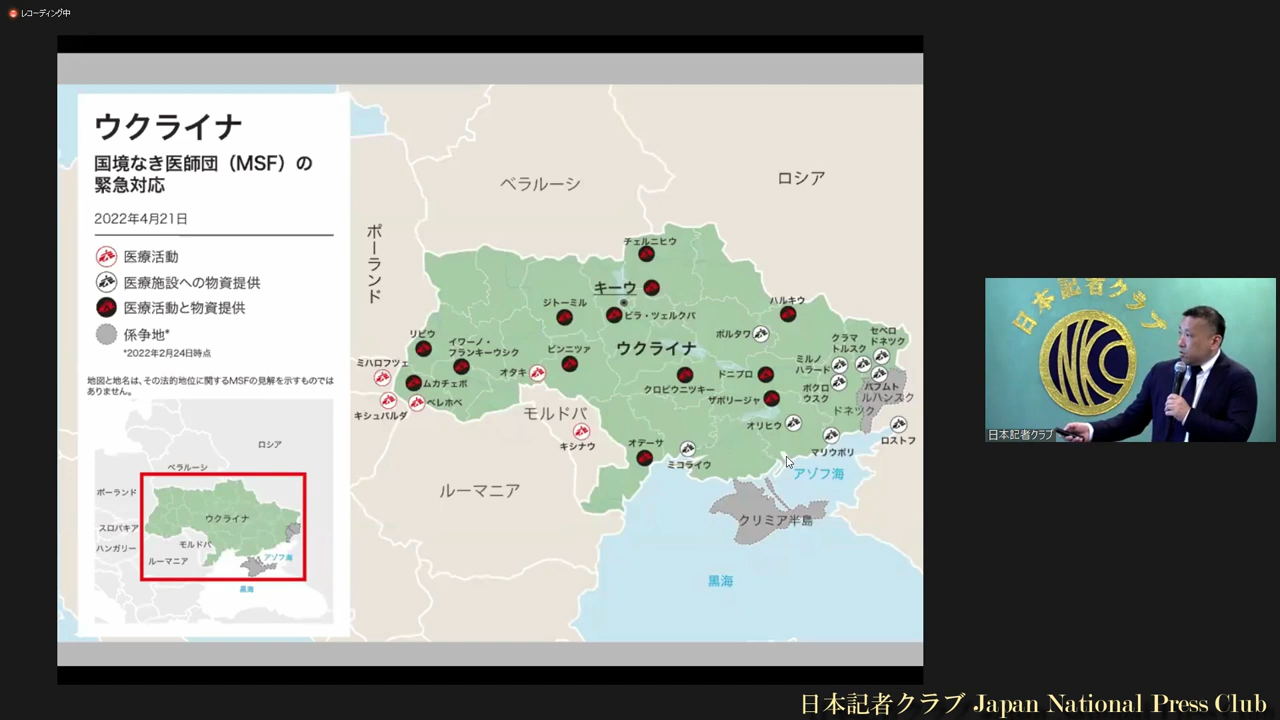 レコーディング中
ウクライナ
国境なき医師団（MSF）の
緊急対応
2022年4月21日
医療活動
医療施設への物資提供
医療活動と物資提供
係争地*
*2022年2月24日時点
地図と地名は、その法的地位に関するMSFの見解を示すものでは
ありません。
ロシア
ベラルーシ
ポーランド
スロバキア
ウクライナ
ハンガリー
モルドバ
ルーマニア
アゾフ海
黒海
ベラルーシ
ロシア
ポーランド
チェルニヒウ
キーウ
ジトーミル
ビラ・ツェルクバ
ハルキウ
ポルタワ
リビウ
イワーノ・
フランキーウシク
ビンニツァ
ウクライナ
クラマ
トルスク
セベロ
ドネツク
ミハロフツェ
オタキ
ミルノ
ハラード
ムカチェボ
ドニプロ
クロピウニツキー
ポクロ
ウスク
バフムト
ルハンスク
キシュバルダ
ベレホベ
ザポリージャ
ドネツク
モルドバ
オリヒウ
キシナウ
オデーサ
ミコライウ
マリウポリ
ロストフ
アゾフ海
ルーマニア
クリミア半島
黒海
日本記者クラブ
NKC
日本記者クラブ
日本記者クラブ Japan National Press Club